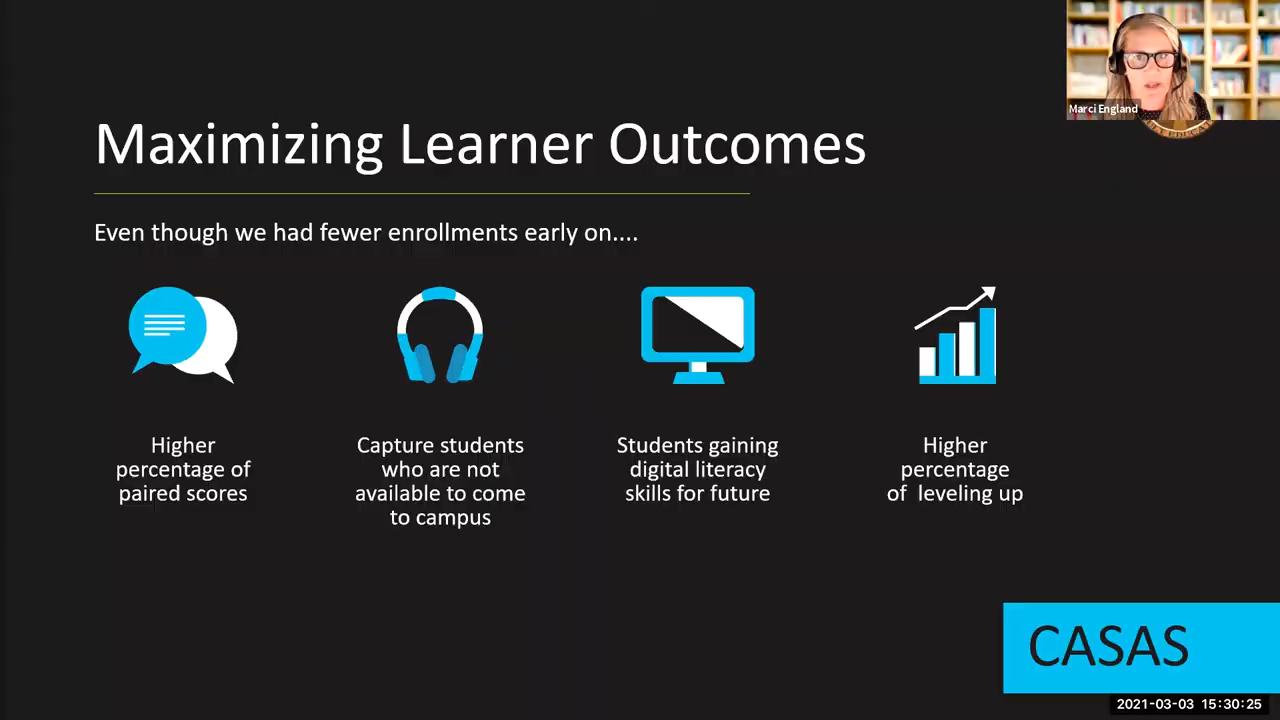 Marci England
Maximizing Learner Outcomes
Even though we had fewer enrollments early on....
Higher
percentage of
paired scores
Capture students
who are not
available to come
to campus
Students gaining
digital literacy
skills for future
Higher
percentage
of leveling up
CASAS
2021-03-03 15:30:25